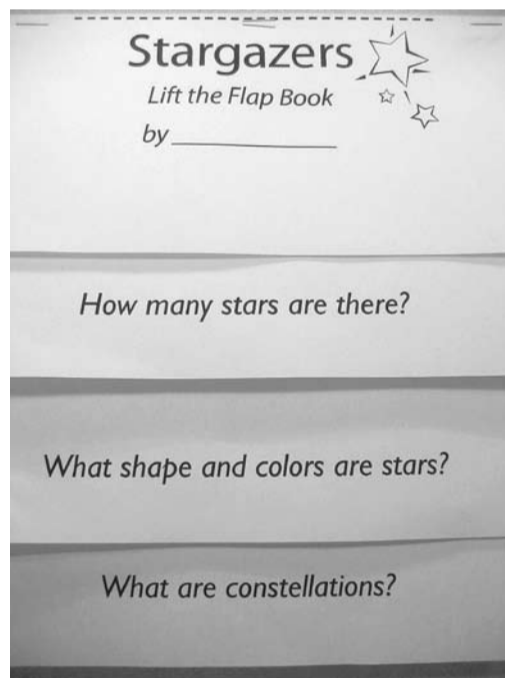 Stargazers
Lift the Flap Book
by
How many stars are there?
What shape and colors are stars?
What are constellations?